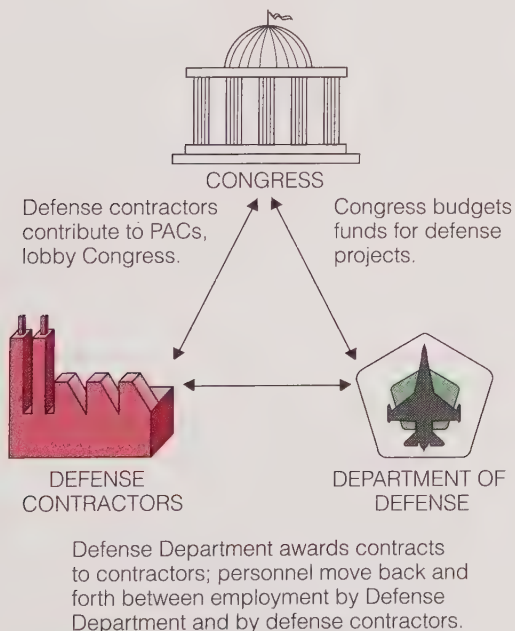 CONGRESS
Defense contractors
contribute to PACs,
lobby Congress.
Congress budgets
funds for defense
projects.
DEFENSE
CONTRACTORS
DEPARTMENT OF
DEFENSE
Defense Department awards contracts
to contractors; personnel move back and
forth between employment by Defense
Department and by defense contractors.